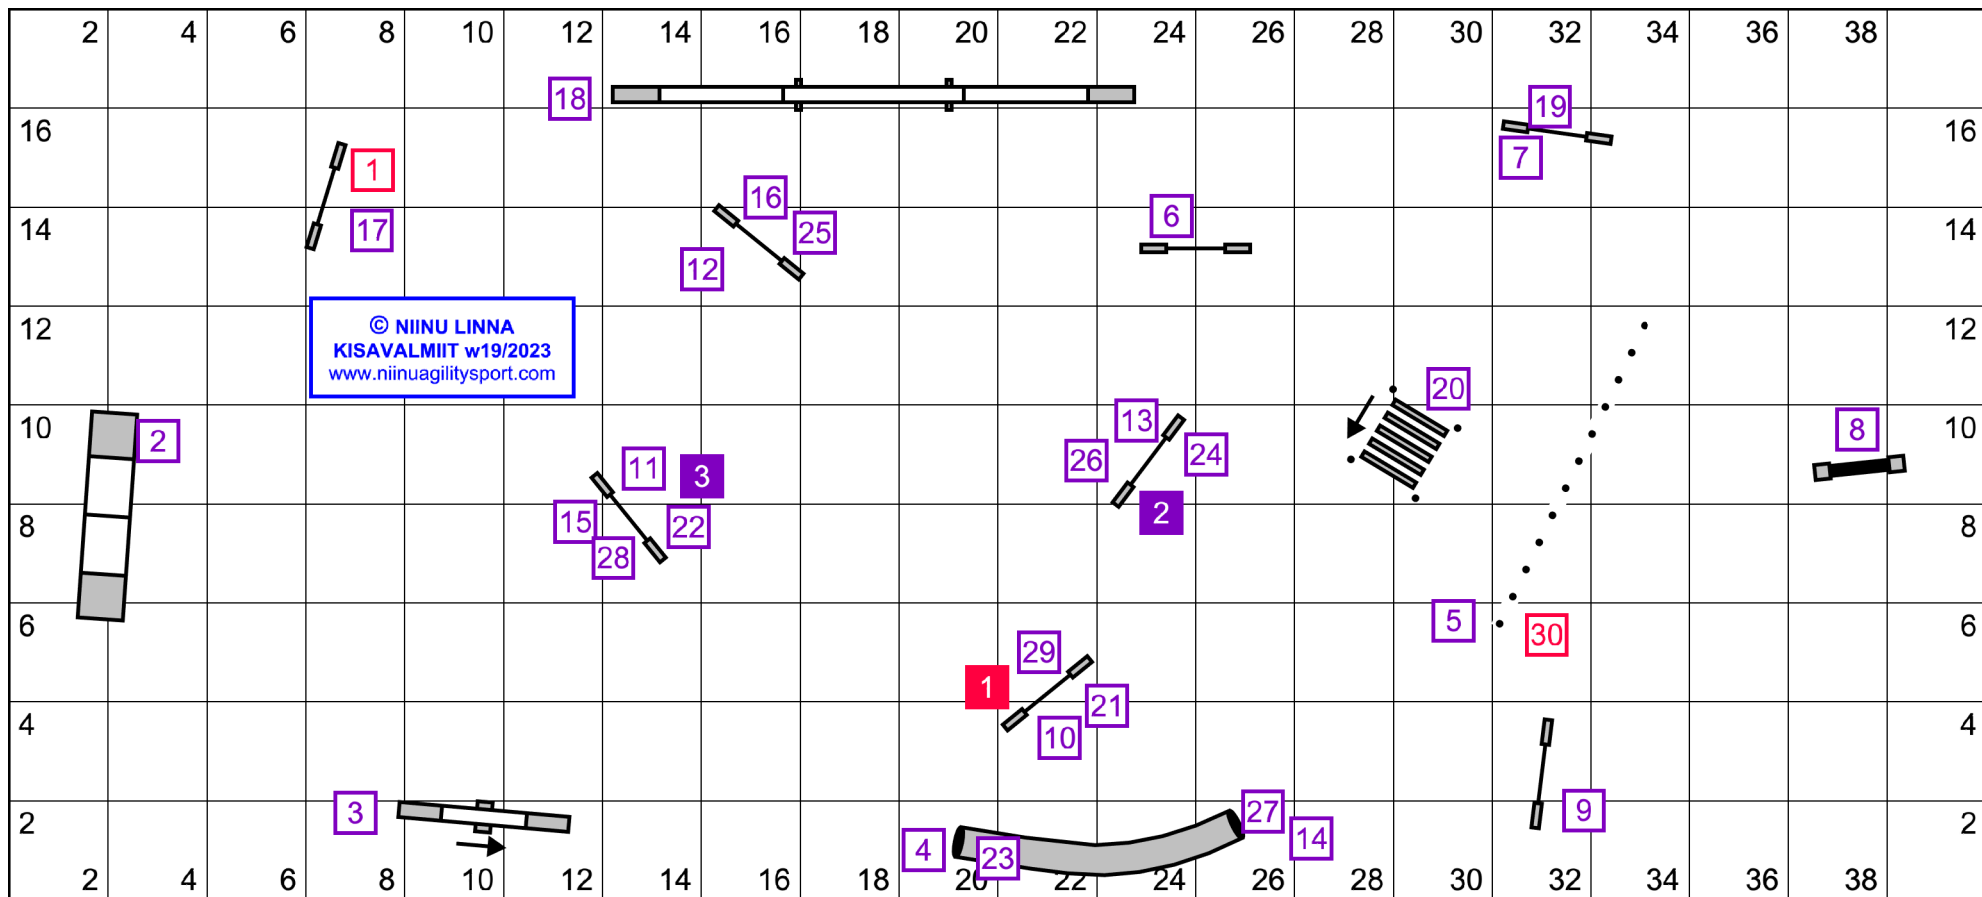 2 4 6 8 10 12 14 16 18 20 22 24 26 28 30 32 34 36 38
18
19
16 16
1
7
16
14 6 14
17 25
12
12 12
© NIINU LINNA
KISAVALMIIT w19/2023
www.niinuagilitysport.com
20
10 2 13 8 10
11 3 26 24
8 15 22 2 8
28
6 5 30 6
29
1 21
4 10 4
2 3 27 9 2
4 23 14
2 4 6 8 10 12 14 16 18 20 22 24 26 28 30 32 34 36 38